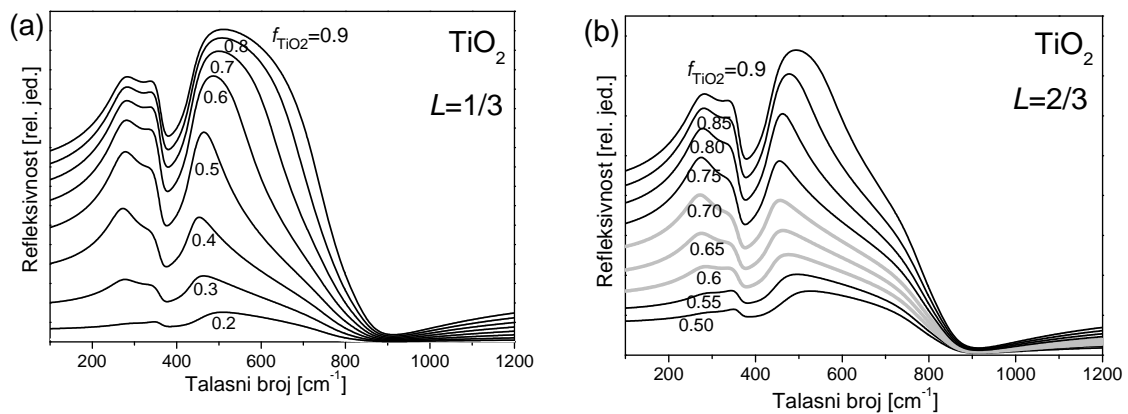 (a)
TiO2
L=1/3
fTiO2=0.9
0.8
0.7
0.6
0.5
0.4
0.3
0.2
Refleksivnost [rel. jed.]
200 400 600 800 1000 1200
Talasni broj [cm-1]
(b)
TiO2
L=2/3
fTiO2=0.9
0.85
0.80
0.75
0.70
0.65
0.6
0.55
0.50
Refleksivnost [rel. jed.]
200 400 600 800 1000 1200
Talasni broj [cm-1]